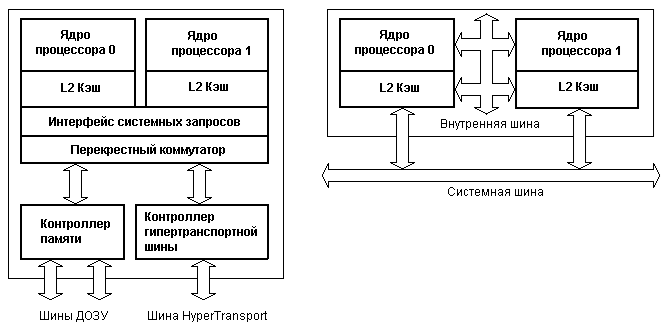 Ядро
процессора 0
Ядро
процессора 1
L2 Кэш
L2 Кэш
Интерфейс системных запросов
Перекрестный коммутатор
Контроллер
памяти
Контроллер
гипертранспортной
шины
Шины ДОЗУ
Шина HyperTransport
Ядро
процессора 0
Ядро
процессора 1
L2 Кэш
L2 Кэш
Внутренняя шина
Системная шина